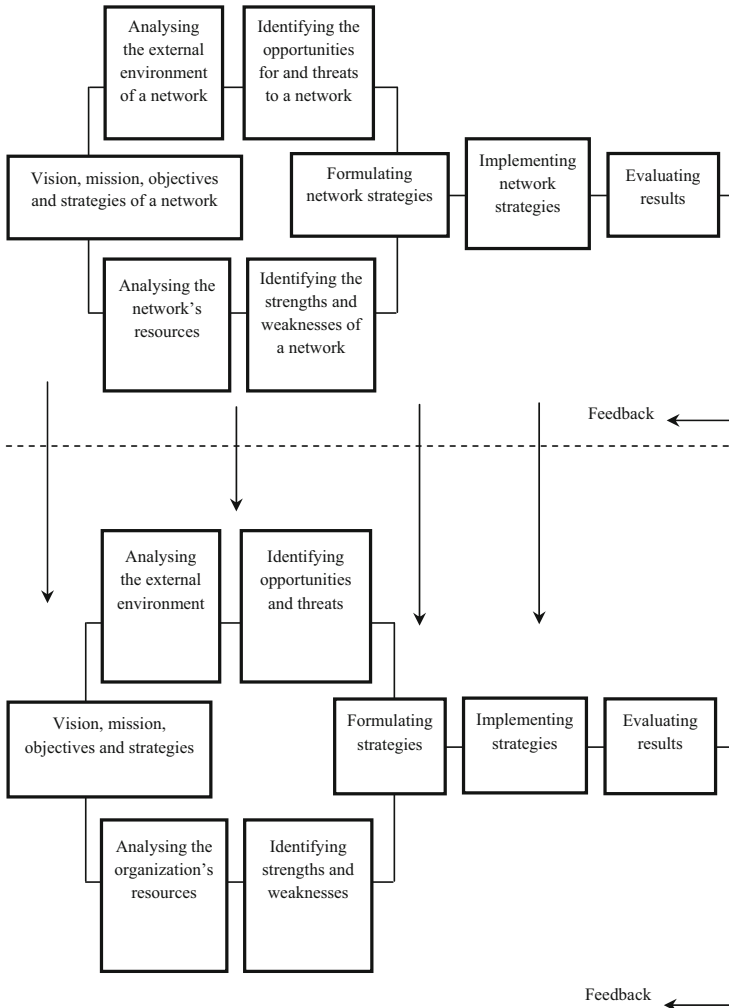 Analysing
the external
environment
of a network
Identifying the
opportunities
for and threats
to a network
Vision, mission, objectives
and strategies of a network
Formulating
network strategies
Implementing
network
strategies
Evaluating
results
Analysing the
network’s
resources
Identifying the
strengths and
weaknesses of
a network
Feedback
Analysing
the external
environment
Identifying
opportunities
and threats
Vision, mission,
objectives and strategies
Formulating
strategies
Implementing
strategies
Evaluating
results
Analysing the
organization’s
resources
Identifying
strengths and
weaknesses
Feedback